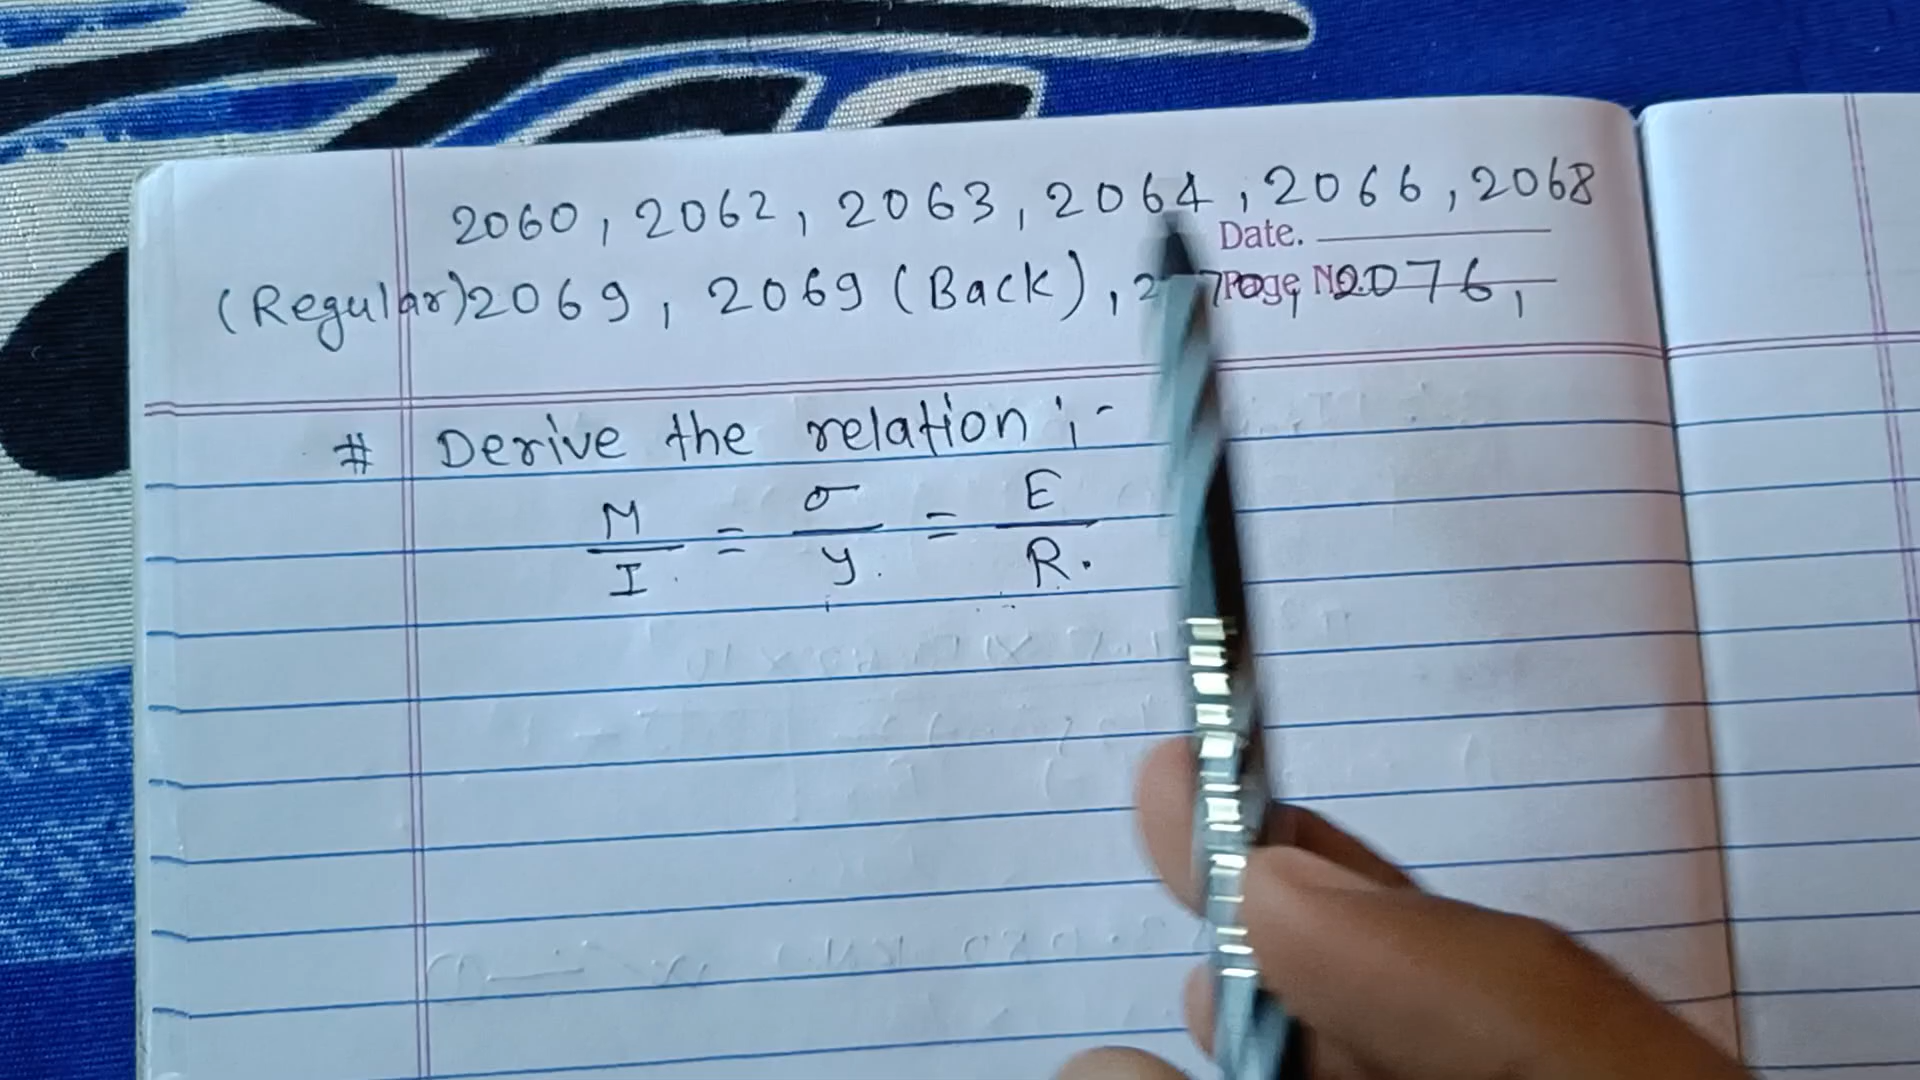 2060, 2062, 2063, 2064, 2066, 2068
Date.
(Regular) 2069, 2069 (Back), 2076,
Page No.
# Derive the relation :-
M/I = σ/y = E/R.